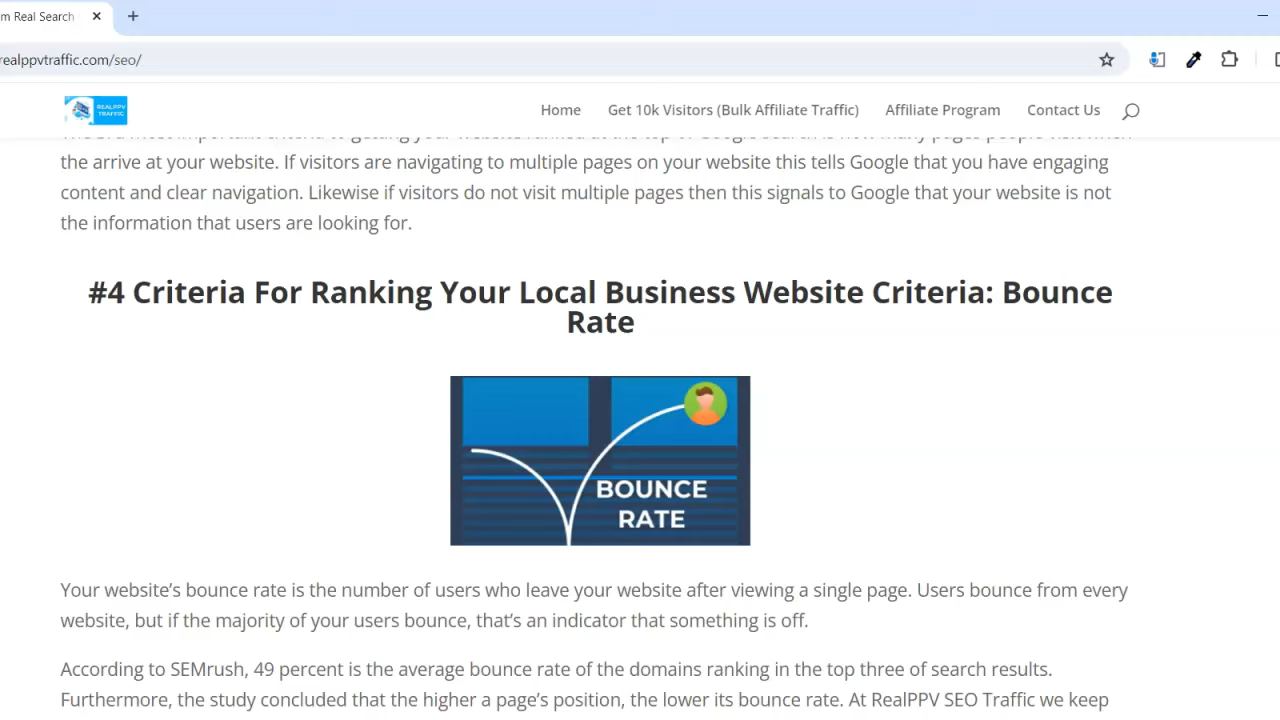 m Real Search
realppvtraffic.com/seo/
REALPPV
TRAFFIC
Home Get 10k Visitors (Bulk Affiliate Traffic) Affiliate Program Contact Us
the arrive at your website. If visitors are navigating to multiple pages on your website this tells Google that you have engaging
content and clear navigation. Likewise if visitors do not visit multiple pages then this signals to Google that your website is not
the information that users are looking for.
#4 Criteria For Ranking Your Local Business Website Criteria: Bounce
Rate
BOUNCE
RATE
Your website’s bounce rate is the number of users who leave your website after viewing a single page. Users bounce from every
website, but if the majority of your users bounce, that’s an indicator that something is off.
According to SEMrush, 49 percent is the average bounce rate of the domains ranking in the top three of search results.
Furthermore, the study concluded that the higher a page’s position, the lower its bounce rate. At RealPPV SEO Traffic we keep